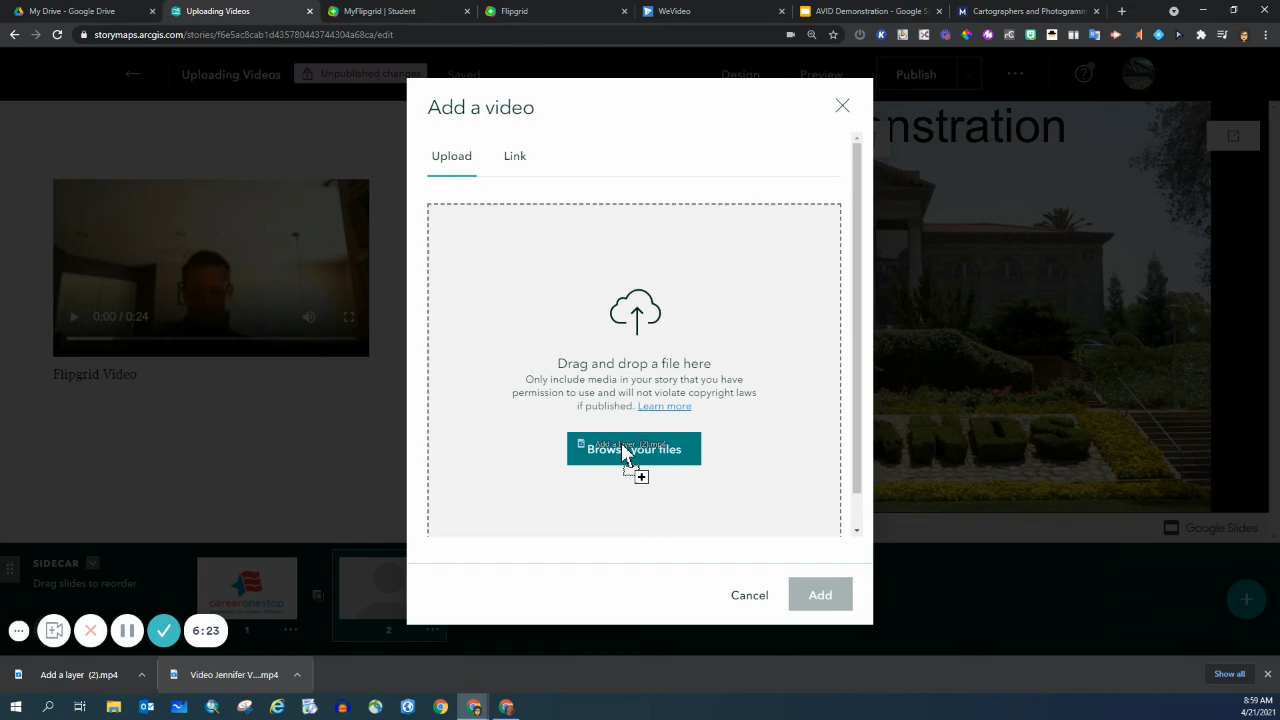 My Drive - Google Drive
Uploading Videos
MyFlipgrid | Student
Flipgrid
WeVideo
AVID Demonstration - Google S
Cartographers and Photogramm
storymaps.arcgis.com/stories/f6e5ac8cab1d435780443744304a68ca/edit
Uploading Videos
Unpublished changes
Saved
Design
Preview
Publish
Add a video
nstration
Upload
Link
0:00 / 0:24
Flipgrid Video
Drag and drop a file here
Only include media in your story that you have
permission to use and will not violate copyright laws
if published. Learn more
Add a layer (2).mp4
Browse your files
Google Slides
SIDECAR
Drag slides to reorder
careeronestop
1
2
Cancel
Add
6:23
Add a layer (2).mp4
Video Jennifer V....mp4
Show all
8:59 AM
4/21/2021